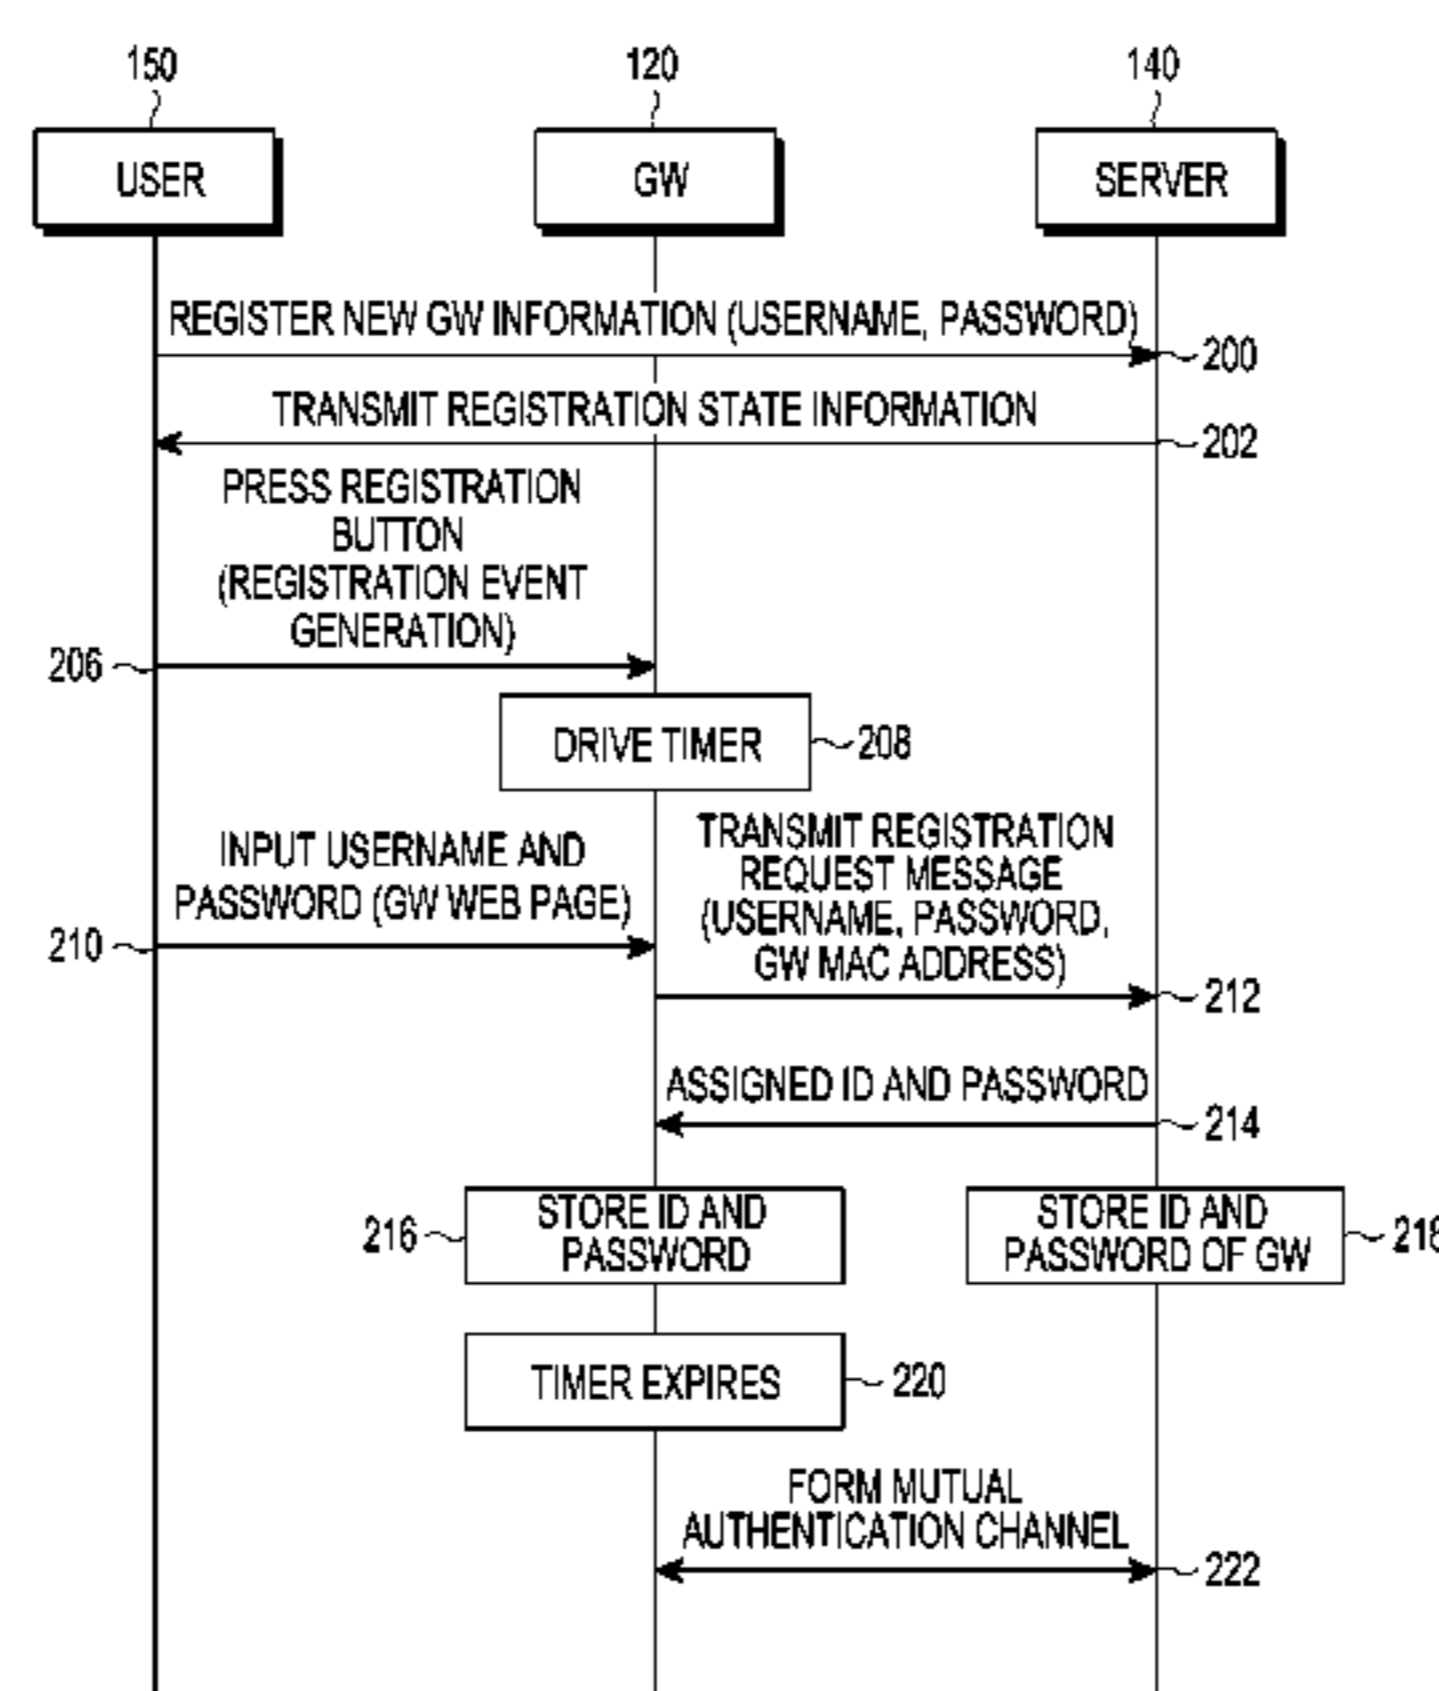 150
120
140
USER
GW
SERVER
REGISTER NEW GW INFORMATION (USERNAME, PASSWORD)
200
TRANSMIT REGISTRATION STATE INFORMATION
202
PRESS REGISTRATION
BUTTON
(REGISTRATION EVENT
GENERATION)
206
DRIVE TIMER
208
INPUT USERNAME AND
PASSWORD (GW WEB PAGE)
210
TRANSMIT REGISTRATION
REQUEST MESSAGE
(USERNAME, PASSWORD,
GW MAC ADDRESS)
212
ASSIGNED ID AND PASSWORD
214
216
STORE ID AND
PASSWORD
STORE ID AND
PASSWORD OF GW
218
TIMER EXPIRES
220
FORM MUTUAL
AUTHENTICATION CHANNEL
222